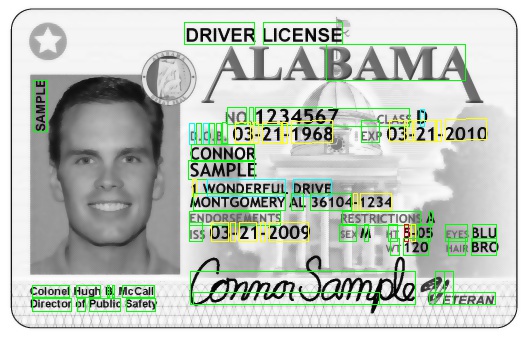 DRIVER LICENSE
ALABAMA
SAMPLE
NO. 1234567 CLASS D
D.O.B. 03-21-1968 EXP 03-21-2010
CONNOR
SAMPLE
1 WONDERFUL DRIVE
MONTGOMERY AL 36104-1234
ENDORSEMENTS RESTRICTIONS A
ISS 03-21-2009 SEX M HT 6-05 EYES BLU
WT 120 HAIR BRO
Connor Sample
VETERAN
Colonel Hugh B. McCall
Director of Public Safety